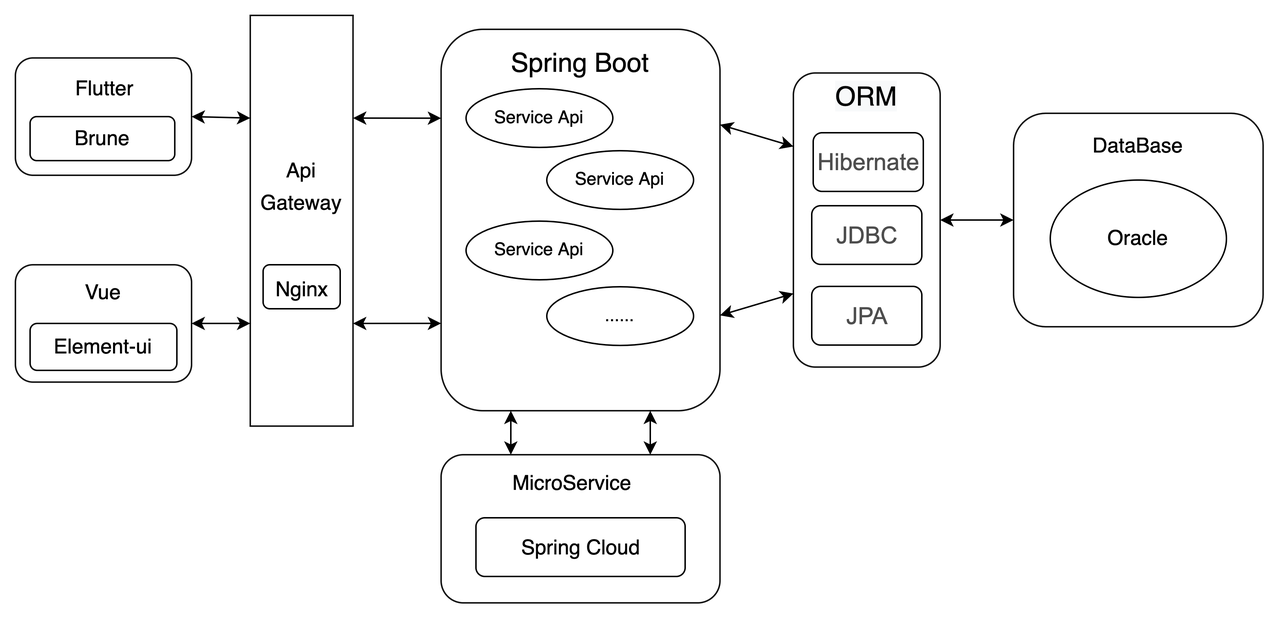 Flutter
Brune
Vue
Element-ui
Api
Gateway
Nginx
Spring Boot
Service Api
Service Api
Service Api
......
MicroService
Spring Cloud
ORM
Hibernate
JDBC
JPA
DataBase
Oracle